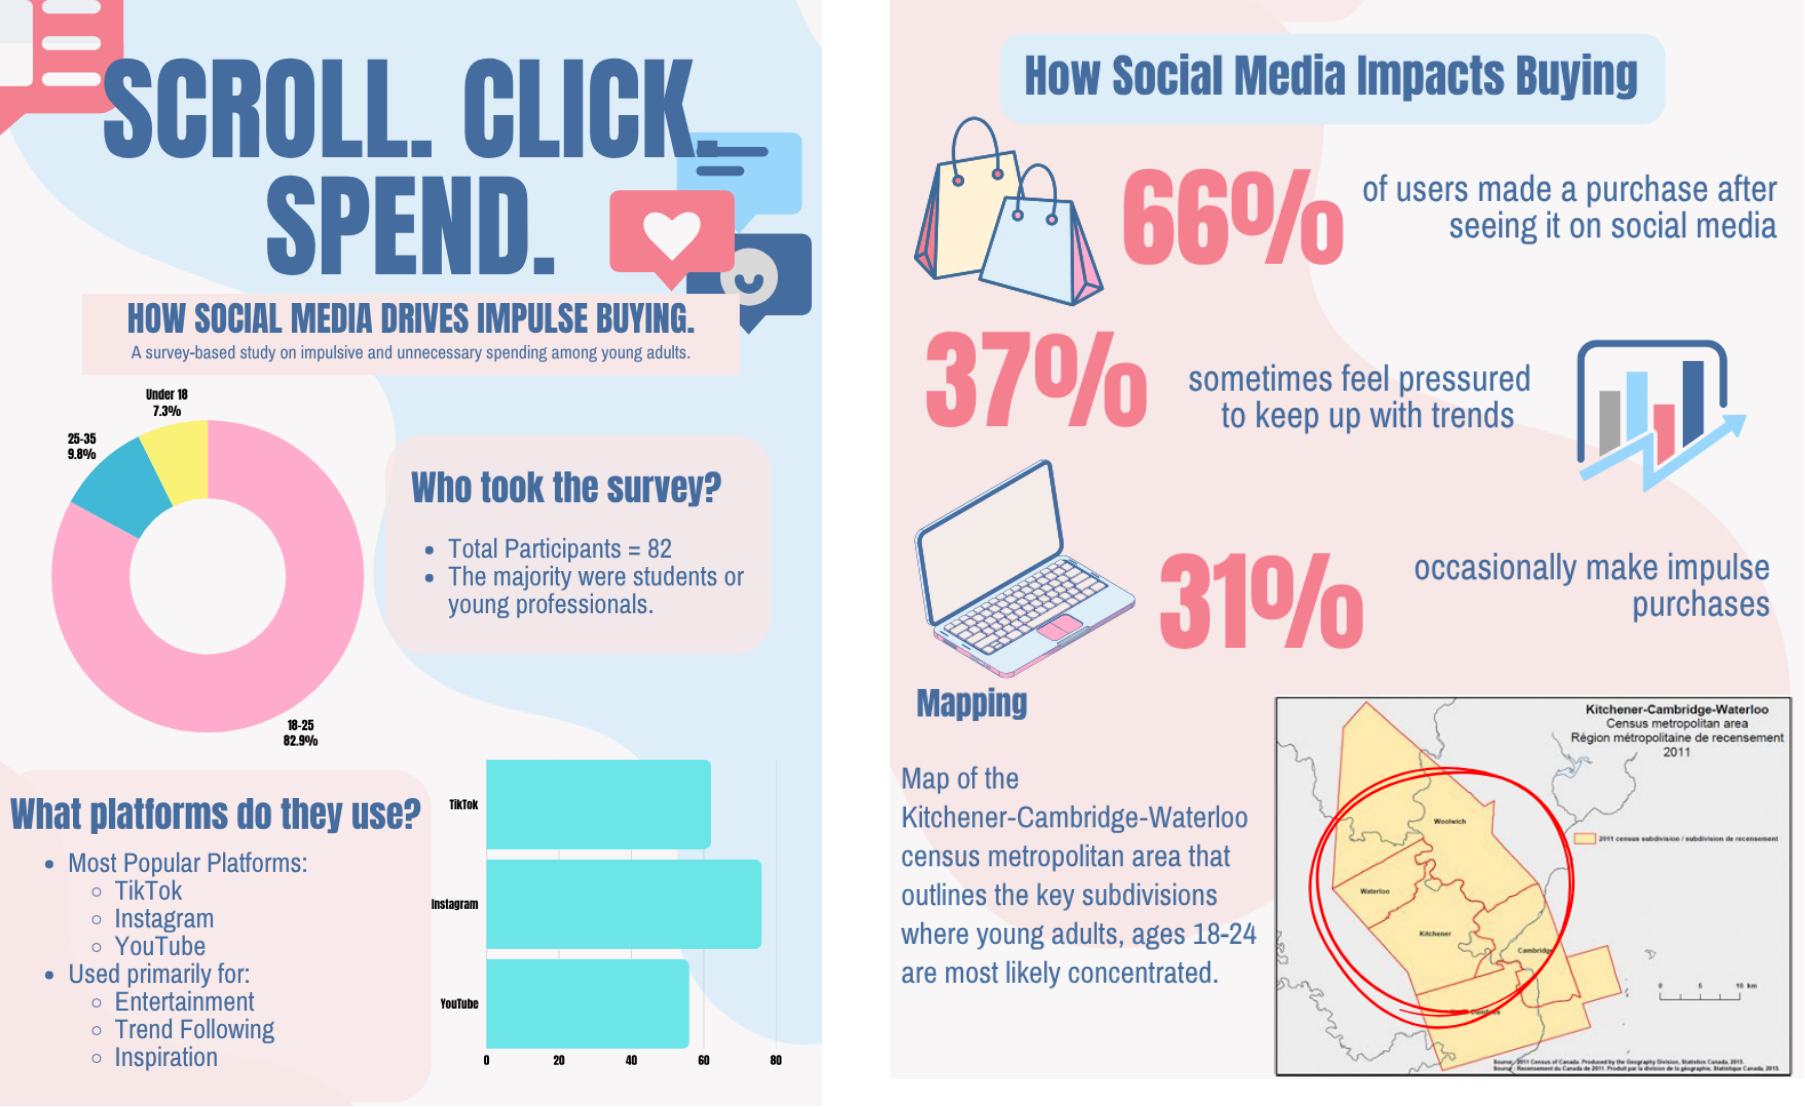 SCROLL. CLICK.
SPEND.
HOW SOCIAL MEDIA DRIVES IMPULSE BUYING.
A survey-based study on impulsive and unnecessary spending among young adults.
Under 18
7.3%
25-35
9.8%
18-25
82.9%
Who took the survey?
• Total Participants = 82
• The majority were students or
young professionals.
What platforms do they use?
• Most Popular Platforms:
○ TikTok
○ Instagram
○ YouTube
• Used primarily for:
○ Entertainment
○ Trend Following
○ Inspiration
TikTok
Instagram
YouTube
0 20 40 60 80
How Social Media Impacts Buying
66%
of users made a purchase after
seeing it on social media
37%
sometimes feel pressured
to keep up with trends
31%
occasionally make impulse
purchases
Mapping
Map of the
Kitchener-Cambridge-Waterloo
census metropolitan area that
outlines the key subdivisions
where young adults, ages 18-24
are most likely concentrated.
Kitchener-Cambridge-Waterloo
Census metropolitan area
Région métropolitaine de recensement
2011
Woolwich
2011 census subdivision / subdivision de recensement
Waterloo
Kitchener
Cambridge
Dumfries
0 5 10 km
Source: 2011 Census of Canada. Produced by the Geography Division, Statistics Canada, 2013.
Source: Recensement du Canada de 2011. Produit par la division de la géographie, Statistique Canada, 2013.